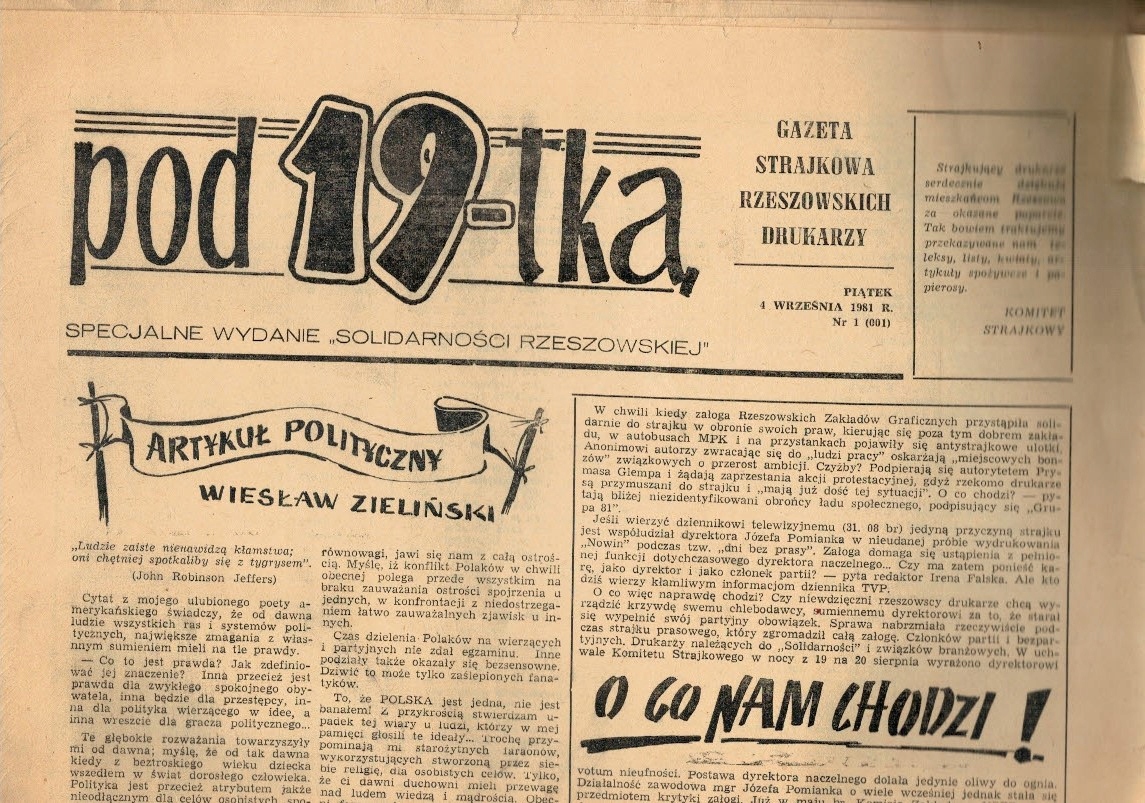 pod 19-tką
GAZETA
STRAJKOWA
RZESZOWSKICH
DRUKARZY
PIĄTEK
4 WRZEŚNIA 1981 R.
Nr 1 (001)
Strajkujący drukarze
serdecznie dziękują
mieszkańcom Rzeszowa
za okazane poparcie.
Tak bowiem traktujemy
przekazywane nam te-
leksy, listy, kwiaty, ar-
tykuły spożywcze i pa-
pierosy.
KOMITET
STRAJKOWY
SPECJALNE WYDANIE „SOLIDARNOŚCI RZESZOWSKIEJ"
ARTYKUŁ POLITYCZNY
WIESŁAW ZIELIŃSKI
„Ludzie zaiste nienawidzą kłamstwa;
oni chętniej spotkaliby się z tygrysem".
(John Robinson Jeffers)
Cytat z mojego ulubionego poety a-
merykańskiego świadczy, że od dawna
ludzie wszystkich ras i systemów poli-
tycznych, największe zmagania z włas-
nnym sumieniem mieli na tle prawdy.
— Co to jest prawda? Jak zdefinio-
wać jej znaczenie? Inna przecież jest
prawda dla zwykłego spokojnego oby-
watela, inna będzie dla przestępcy, in-
na dla polityka wierzącego w idee, a
inna wreszcie dla gracza politycznego...
Te głębokie rozważania towarzyszyły
mi od dawna; myślę, że od tak dawna
kiedy z beztroskiego wieku dziecka
wszedłem w świat dorosłego człowieka.
Polityka jest przecież atrybutem jakże
nieodłącznym dla celów osobistych spo-
równowagi, jawi się nam z całą ostroś-
cią. Myślę, iż konflikt Polaków w chwili
obecnej polega przede wszystkim na
braku zauważania ostrości spojrzenia u
jednych, w konfrontacji z niedostrzega-
niem łatwo zauważalnych zjawisk u in-
nych.
Czas dzielenia Polaków na wierzących
i partyjnych nie zdał egzaminu. Inne
podziały także okazały się bezsensowne.
Dziwić to może tylko zaślepionych fana-
tyków.
To, że POLSKA jest jedna, nie jest
banałem! Z przykrością stwierdzam u-
padek tej wiary u ludzi, którzy w mej
pamięci głosili te ideały... Trochę przy-
pominają mi starożytnych faraonów,
wykorzystujących stworzoną przez sie-
bie religię, dla osobistych celów. Tylko,
że ci dawni duchowni mieli przewagę
nad ludem wiedzą i mądrością. Obec-
W chwili kiedy załoga Rzeszowskich Zakładów Graficznych przystąpiła soli-
darnie do strajku w obronie swoich praw, kierując się poza tym dobrem zakła-
du, w autobusach MPK i na przystankach pojawiły się antystrajkowe ulotki.
Anonimowi autorzy zwracając się do „ludzi pracy" oskarżają „miejscowych bon-
zów" związkowych o przerost ambicji. Czyżby? Podpierają się autorytetem Pry-
masa Glempa i żądają zaprzestania akcji protestacyjnej, gdyż rzekomo drukarze
są przymuszani do strajku i „mają już dość tej sytuacji". O co chodzi? — py-
tają bliżej niezidentyfikowani obrońcy ładu społecznego, podpisujący się „Gru-
pa 81".
Jeśli wierzyć dziennikowi telewizyjnemu (31. 08 br) jedyną przyczyną strajku
jest współudział dyrektora Józefa Pomianka w nieudanej próbie wydrukowania
„Nowin" podczas tzw. „dni bez prasy". Załoga domaga się ustąpienia z pełnio-
nej funkcji dotychczasowego dyrektora naczelnego... Czy ma zatem ponieść ka-
rę, jako dyrektor i jako członek partii? — pyta redaktor Irena Falska. Ale kto
dziś wierzy kłamliwym informacjom dziennika TVP.
O co więc naprawdę chodzi? Czy niewdzięczni rzeszowscy drukarze chcą wy-
rządzić krzywdę swemu chlebodawcy, sumiennemu dyrektorowi za to, że starał
się wypełnić swój partyjny obowiązek. Sprawa nabrzmiała rzeczywiście pod-
czas strajku prasowego, który zgromadził całą załogę. Członków partii i bezpar-
tyjnych. Drukarzy należących do „Solidarności" i związków branżowych. W uch-
wale Komitetu Strajkowego w nocy z 19 na 20 sierpnia wyrażono dyrektorowi
O CO NAM CHODZI!
votum nieufności. Postawa dyrektora naczelnego dolała jedynie oliwy do ognia.
Działalność zawodowa mgr Józefa Pomianka o wiele wcześniej jednak stała się
przedmiotem krytyki załogi. Już w maju br.